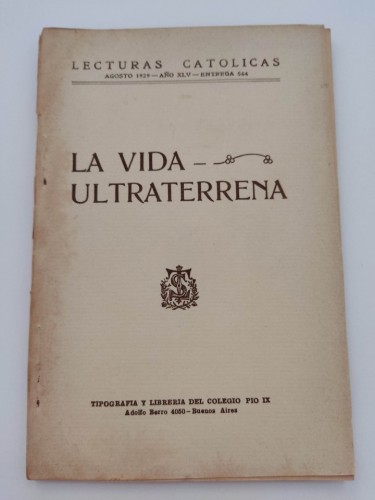 LECTURAS CATOLICAS
AGOSTO 1929 — AÑO XLV — ENTREGA 544
LA VIDA —
ULTRATERRENA
TIPOGRAFIA Y LIBRERIA DEL COLEGIO PIO IX
Adolfo Barro 4050 - Buenos Aires